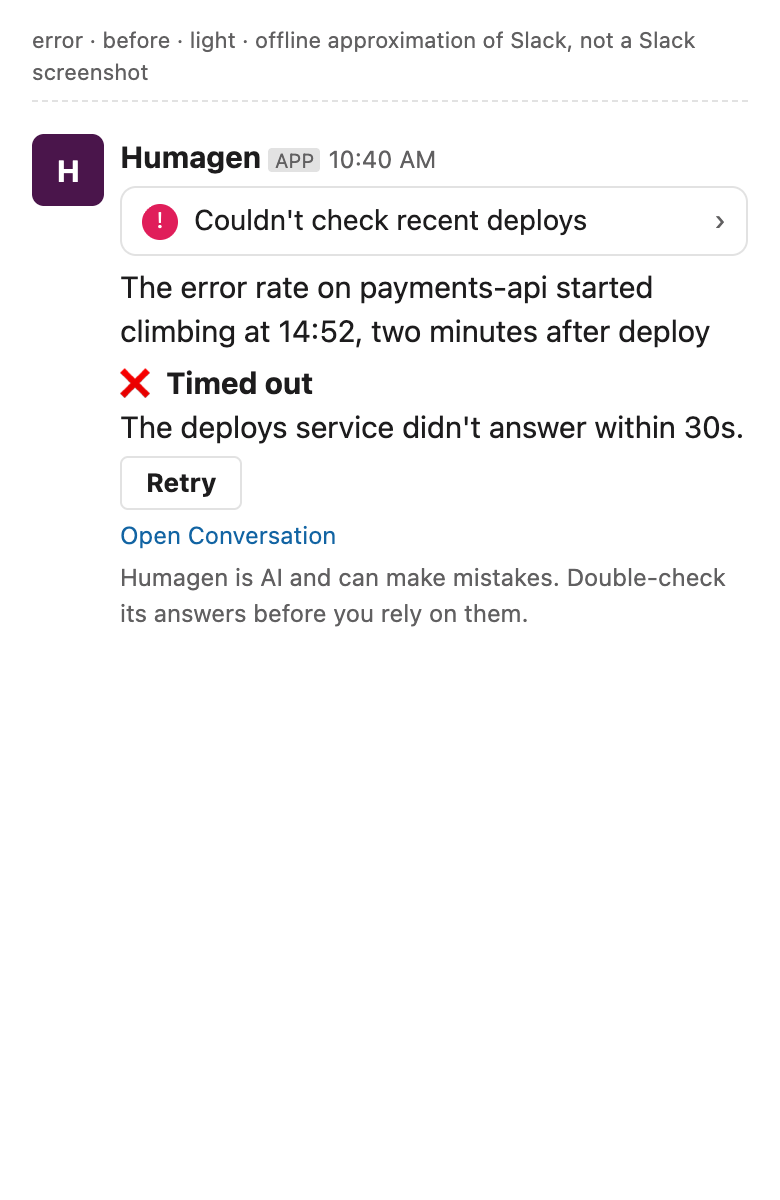 error · before · light · offline approximation of Slack, not a Slack
screenshot
H
Humagen APP 10:40 AM
! Couldn't check recent deploys ›
The error rate on payments-api started
climbing at 14:52, two minutes after deploy
❌ Timed out
The deploys service didn't answer within 30s.
Retry
Open Conversation
Humagen is AI and can make mistakes. Double-check
its answers before you rely on them.